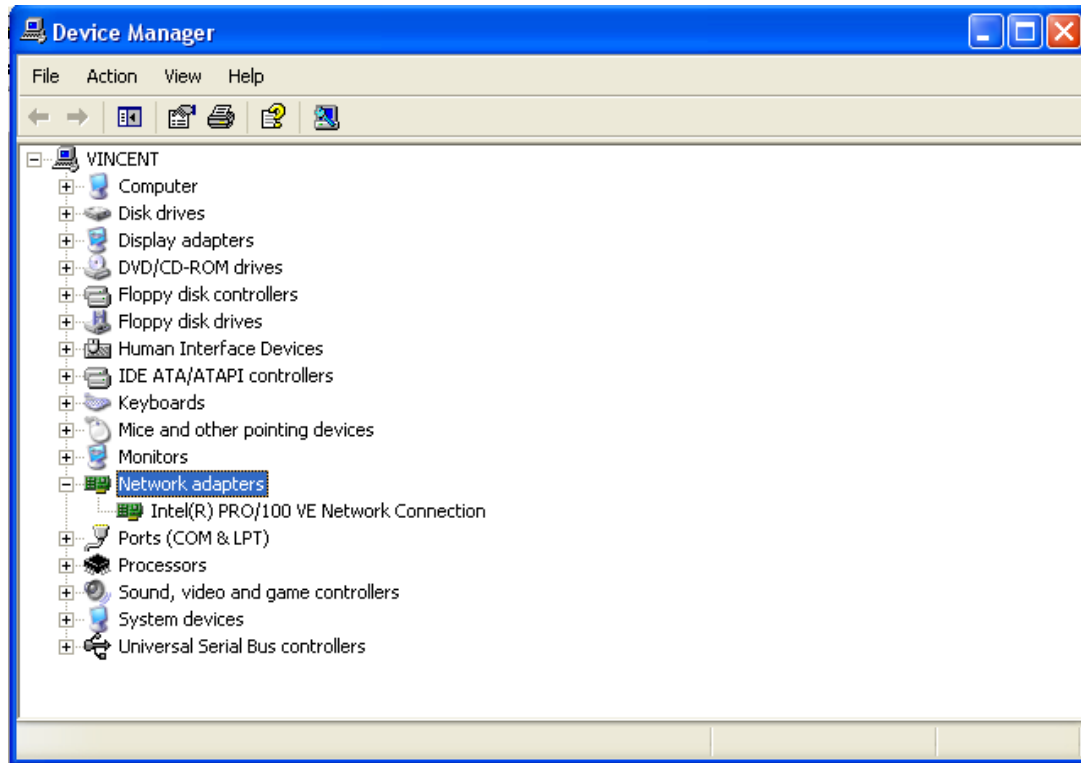 Device Manager
File Action View Help
VINCENT
Computer
Disk drives
Display adapters
DVD/CD-ROM drives
Floppy disk controllers
Floppy disk drives
Human Interface Devices
IDE ATA/ATAPI controllers
Keyboards
Mice and other pointing devices
Monitors
Network adapters
Intel(R) PRO/100 VE Network Connection
Ports (COM & LPT)
Processors
Sound, video and game controllers
System devices
Universal Serial Bus controllers